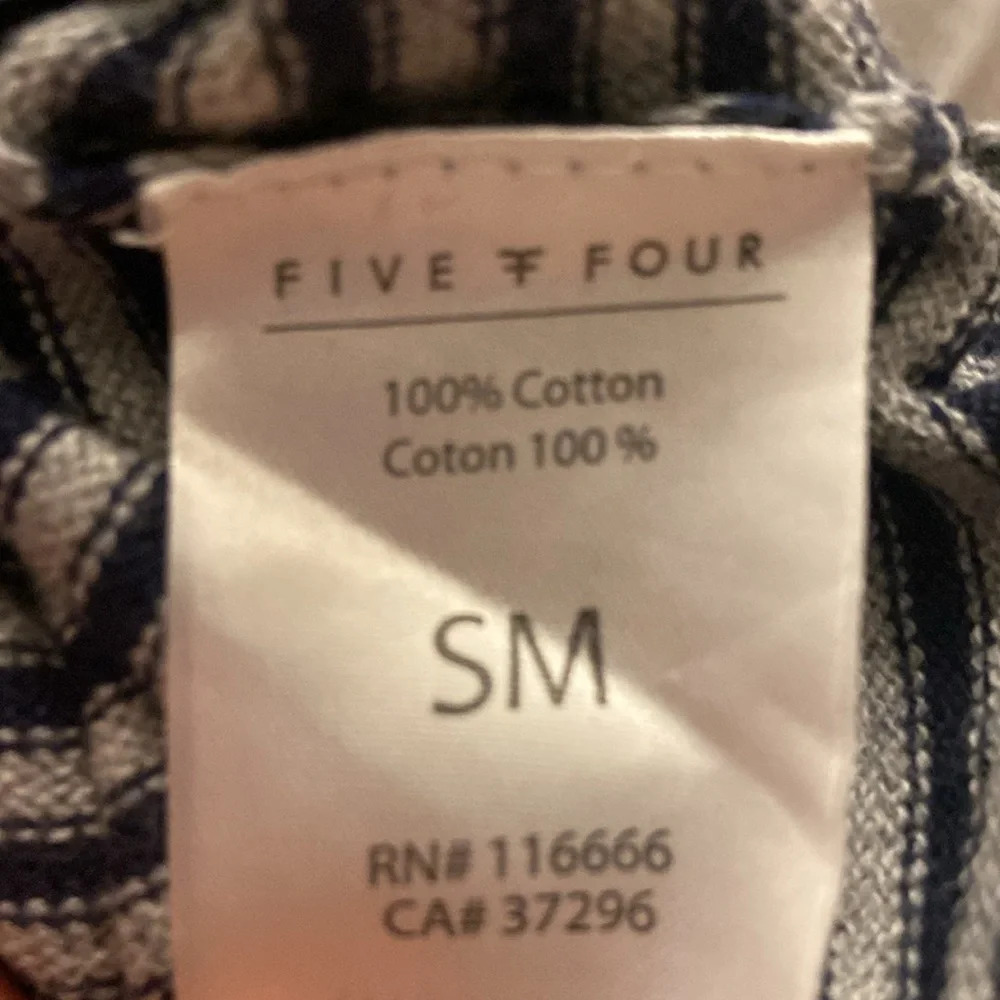 FIVE FOUR
100% Cotton
Coton 100 %
SM
RN# 116666
CA# 37296